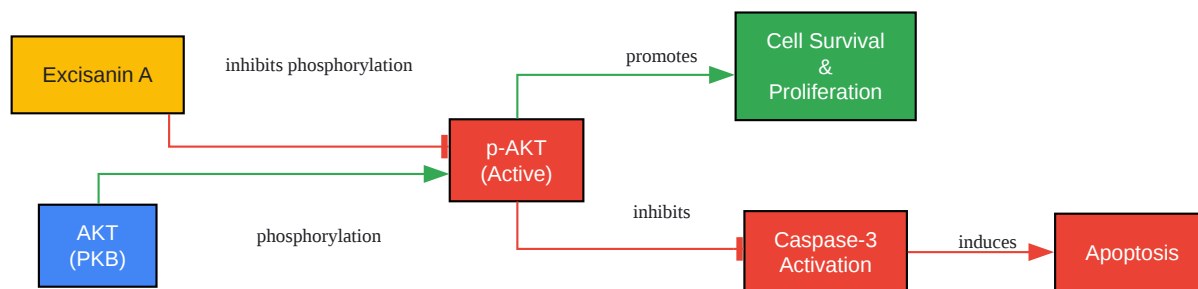 Excisanin A
inhibits phosphorylation
promotes
Cell Survival
&
Proliferation
p-AKT
(Active)
AKT
(PKB)
phosphorylation
inhibits
Caspase-3
Activation
induces
Apoptosis